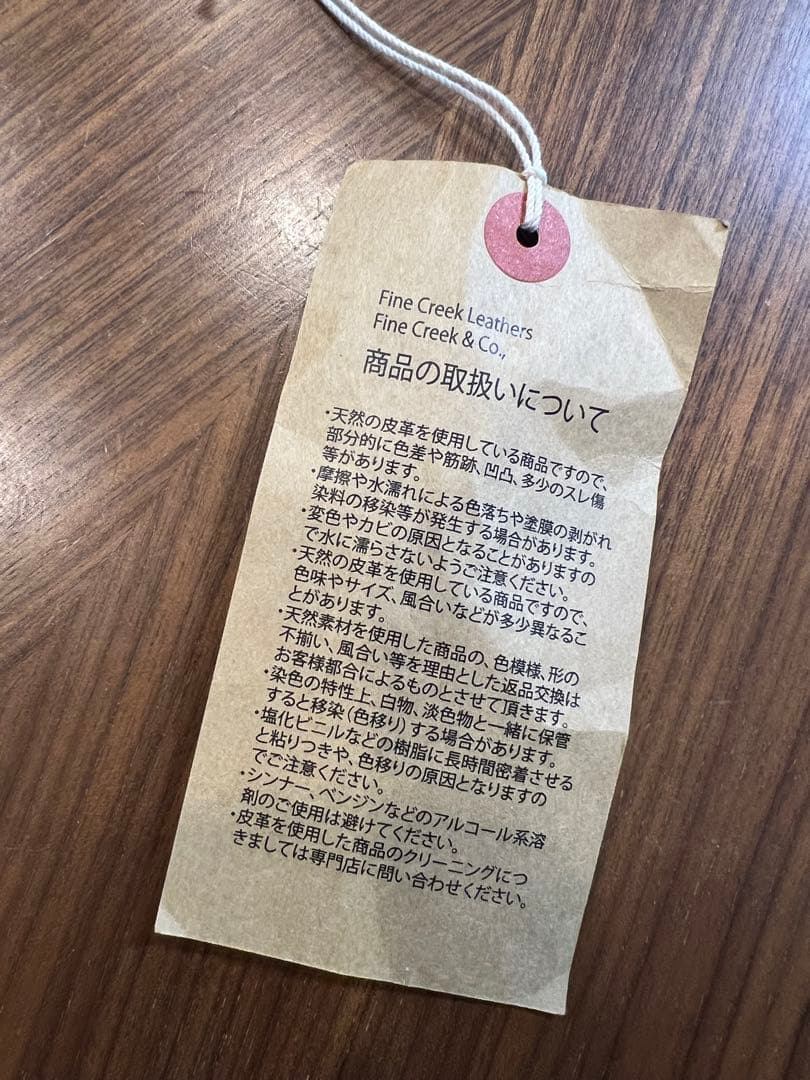 Fine Creek Leathers
Fine Creek & Co.,
商品の取扱いについて
・天然の皮革を使用している商品ですので、
部分的に色差や筋跡、凹凸、多少のスレ傷
等があります。
・摩擦や水濡れによる色落ちや塗膜の剥がれ
染料の移染等が発生する場合があります。
・変色やカビの原因となることがありますの
で水に濡らさないようご注意ください。
・天然の皮革を使用している商品ですので、
色味やサイズ、風合いなどが多少異なるこ
とがあります。
・天然素材を使用した商品の、色模様、形の
不揃い、風合い等を理由とした返品交換は
お客様都合によるものとさせて頂きます。
・染色の特性上、白物、淡色物と一緒に保管
すると移染(色移り)する場合があります。
・塩化ビニルなどの樹脂に長時間密着させる
と粘りつきや、色移りの原因となりますの
でご注意ください。
・シンナー、ベンジンなどのアルコール系溶
剤のご使用は避けてください。
・皮革を使用した商品のクリーニングにつ
きましては専門店に問い合わせください。